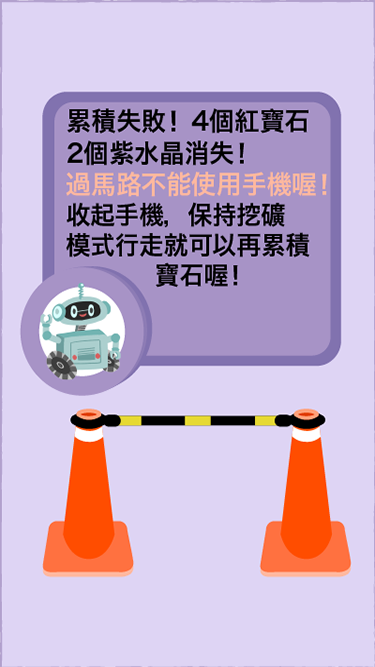 累積失敗！4個紅寶石
2個紫水晶消失！
過馬路不能使用手機喔！
收起手機，保持挖礦
模式行走就可以再累積
寶石喔！